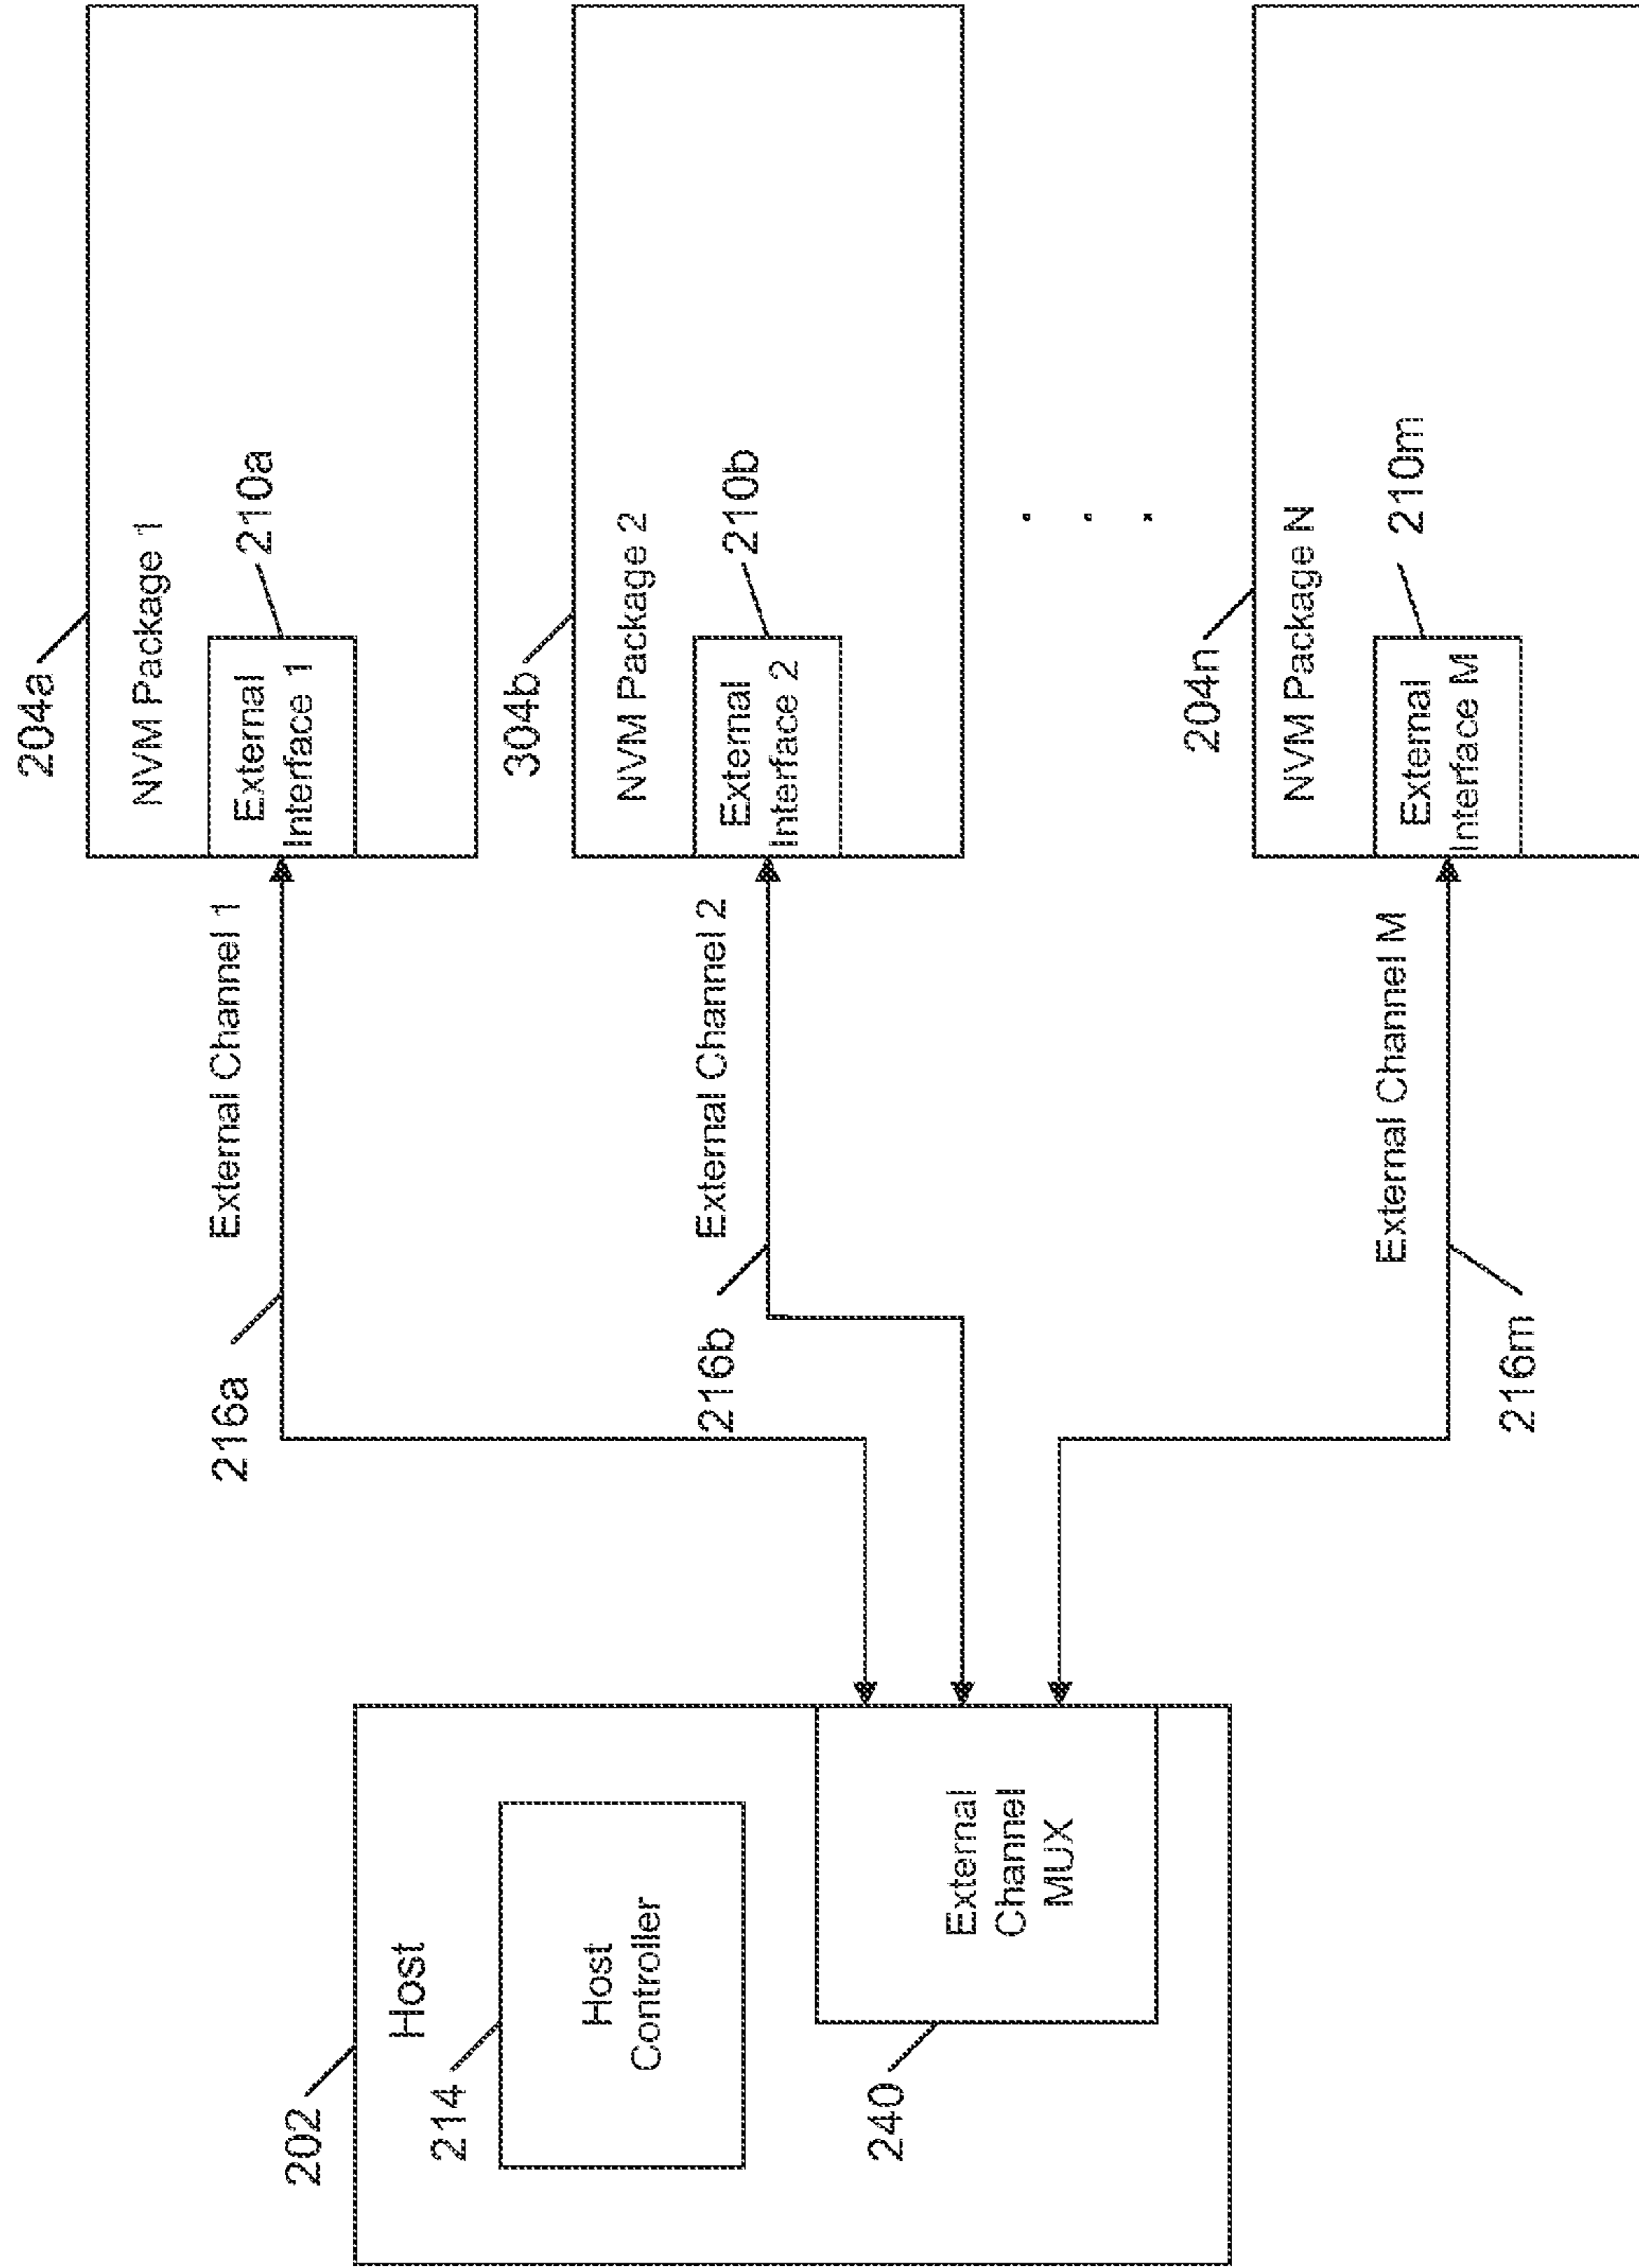 202
Host
214
Host
Controller
240
External
Channel
MUX
216a
External Channel 1
216b
External Channel 2
External Channel M
216m
204a
NVM Package 1
External
Interface 1
210a
304b
NVM Package 2
External
Interface 2
210b
. . .
204n
NVM Package N
External
Interface M
210m